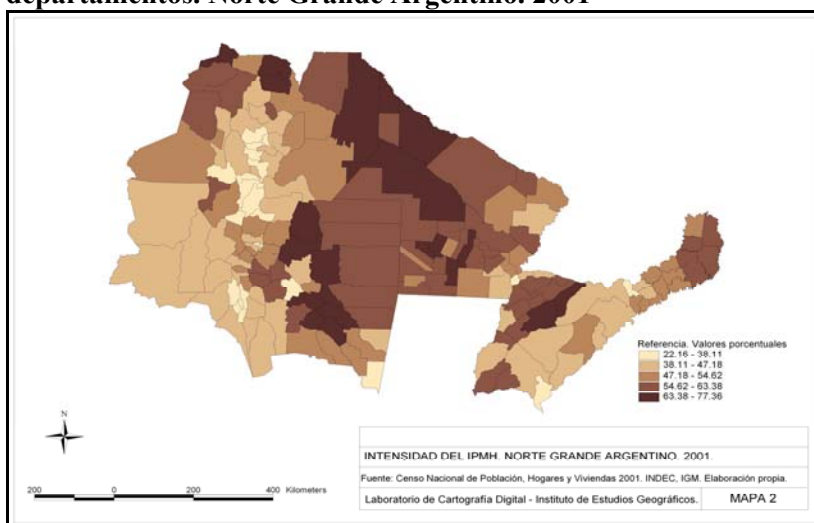 departamentos. Norte Grande Argentino. 2001
Referencia. Valores porcentuales
22.16 - 38.11
38.11 - 47.18
47.18 - 54.62
54.62 - 63.38
63.38 - 77.36
N
200 0 200 400 Kilometers
INTENSIDAD DEL IPMH. NORTE GRANDE ARGENTINO. 2001.
Fuente: Censo Nacional de Población, Hogares y Viviendas 2001. INDEC, IGM. Elaboración propia.
Laboratorio de Cartografía Digital - Instituto de Estudios Geográficos. MAPA 2